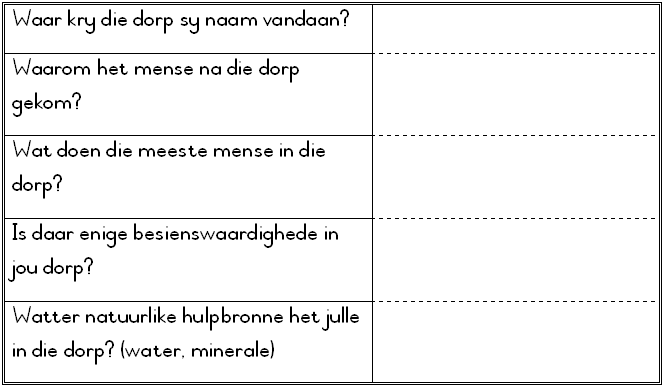 Waar kry die dorp sy naam vandaan?
Waarom het mense na die dorp
gekom?
Wat doen die meeste mense in die
dorp?
Is daar enige besienswaardighede in
jou dorp?
Watter natuurlike hulpbronne het julle
in die dorp? (water, minerale)